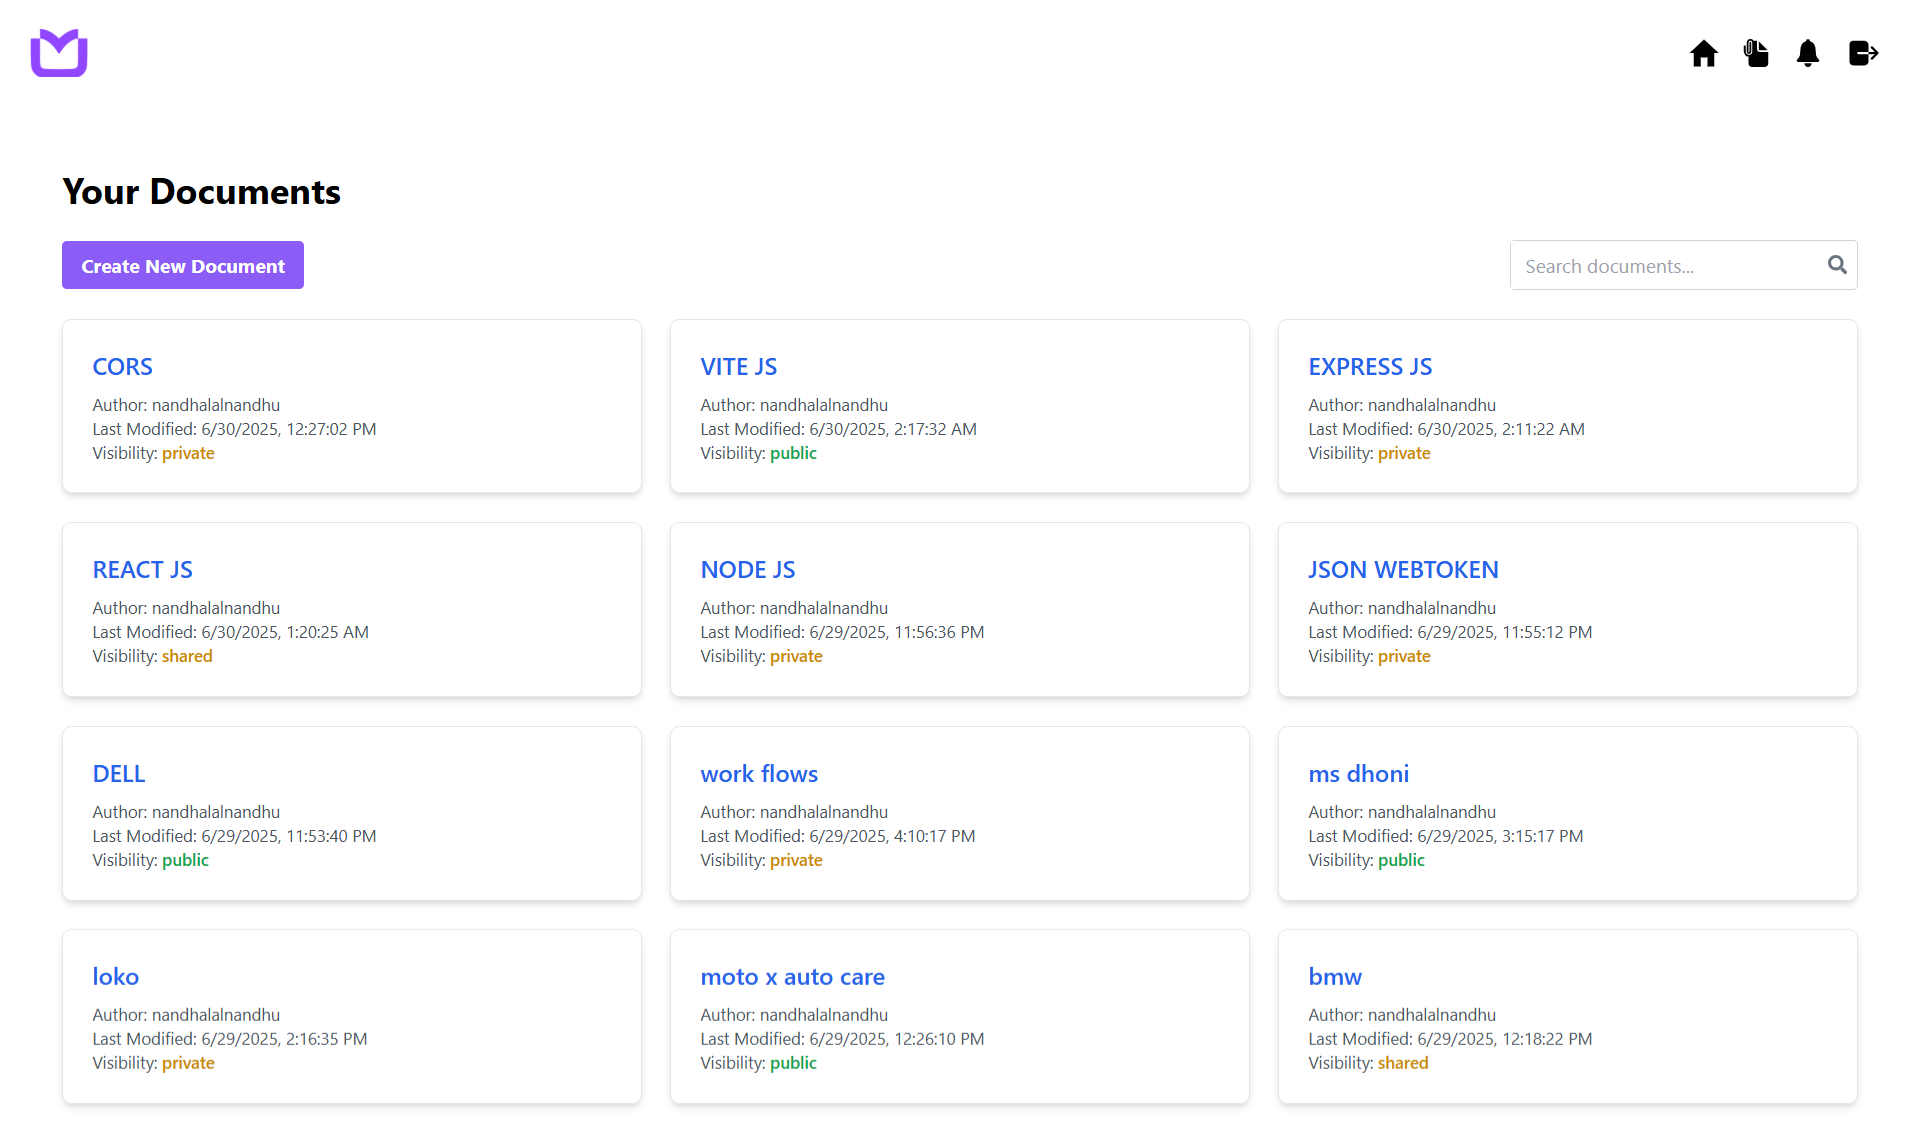 Your Documents
Create New Document
Search documents...
CORS
Author: nandhalalnandhu
Last Modified: 6/30/2025, 12:27:02 PM
Visibility: private
VITE JS
Author: nandhalalnandhu
Last Modified: 6/30/2025, 2:17:32 AM
Visibility: public
EXPRESS JS
Author: nandhalalnandhu
Last Modified: 6/30/2025, 2:11:22 AM
Visibility: private
REACT JS
Author: nandhalalnandhu
Last Modified: 6/30/2025, 1:20:25 AM
Visibility: shared
NODE JS
Author: nandhalalnandhu
Last Modified: 6/29/2025, 11:56:36 PM
Visibility: private
JSON WEBTOKEN
Author: nandhalalnandhu
Last Modified: 6/29/2025, 11:55:12 PM
Visibility: private
DELL
Author: nandhalalnandhu
Last Modified: 6/29/2025, 11:53:40 PM
Visibility: public
work flows
Author: nandhalalnandhu
Last Modified: 6/29/2025, 4:10:17 PM
Visibility: private
ms dhoni
Author: nandhalalnandhu
Last Modified: 6/29/2025, 3:15:17 PM
Visibility: public
loko
Author: nandhalalnandhu
Last Modified: 6/29/2025, 2:16:35 PM
Visibility: private
moto x auto care
Author: nandhalalnandhu
Last Modified: 6/29/2025, 12:26:10 PM
Visibility: public
bmw
Author: nandhalalnandhu
Last Modified: 6/29/2025, 12:18:22 PM
Visibility: shared